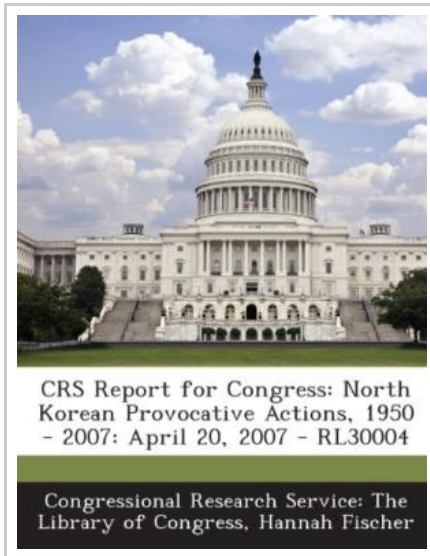 CRS Report for Congress: North
Korean Provocative Actions, 1950
- 2007: April 20, 2007 - RL30004
Congressional Research Service: The
Library of Congress, Hannah Fischer